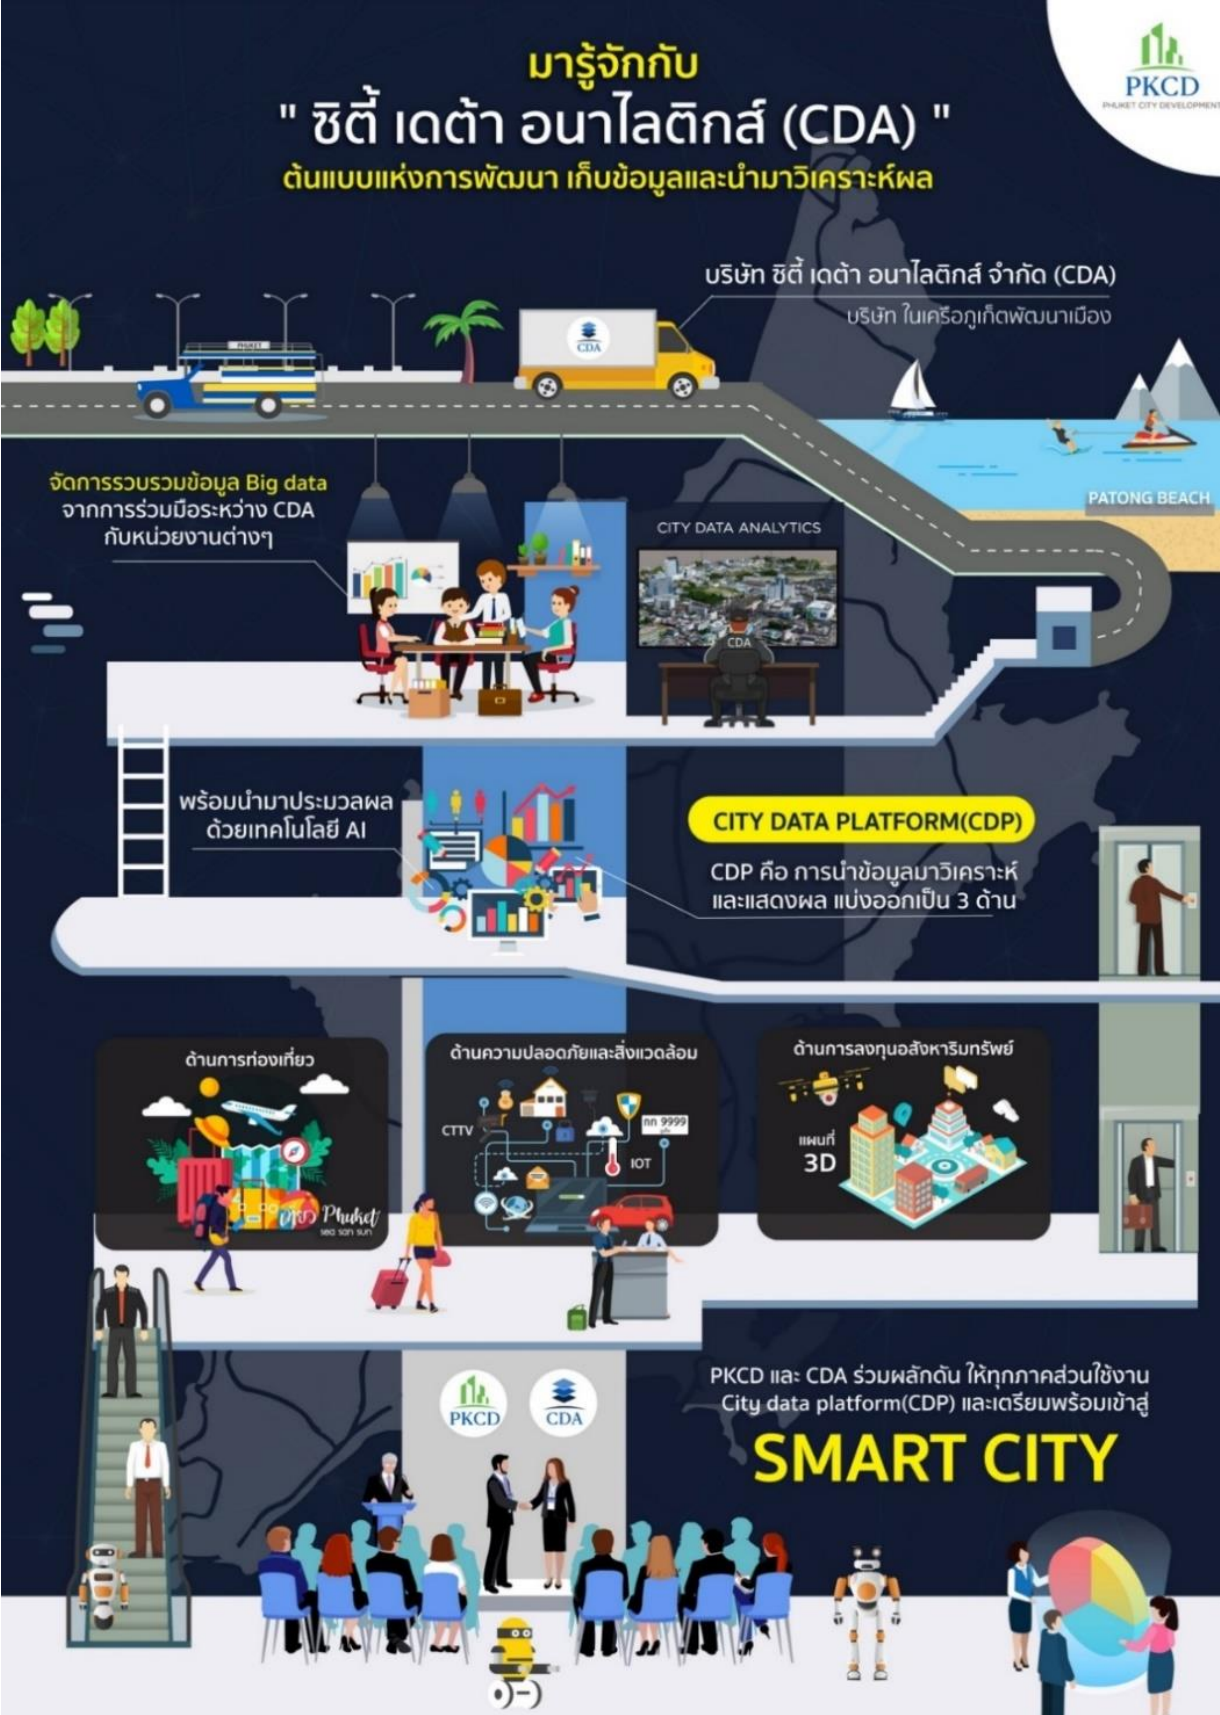 PKCD
PHUKET CITY DEVELOPMENT
มารู้จักกับ
" ซิตี้ เดต้า อนาไลติกส์ (CDA) "
ต้นแบบแห่งการพัฒนา เก็บข้อมูลและนำมาวิเคราะห์ผล
บริษัท ซิตี้ เดต้า อนาไลติกส์ จำกัด (CDA)
บริษัท ในเครือภูเก็ตพัฒนาเมือง
PHUKET
CDA
จัดการรวบรวมข้อมูล Big data
จากการร่วมมือระหว่าง CDA
กับหน่วยงานต่างๆ
PATONG BEACH
CITY DATA ANALYTICS
CDA
พร้อมนำมาประมวลผล
ด้วยเทคโนโลยี AI
CITY DATA PLATFORM(CDP)
CDP คือ การนำข้อมูลมาวิเคราะห์
และแสดงผล แบ่งออกเป็น 3 ด้าน
ด้านการท่องเที่ยว
Phuket
sea san sun
ด้านความปลอดภัยและสิ่งแวดล้อม
CTTV
กก 9999
IOT
ด้านการลงทุนอสังหาริมทรัพย์
แผนที่
3D
PKCD
CDA
PKCD และ CDA ร่วมผลักดัน ให้ทุกภาคส่วนใช้งาน
City data platform(CDP) และเตรียมพร้อมเข้าสู่
SMART CITY